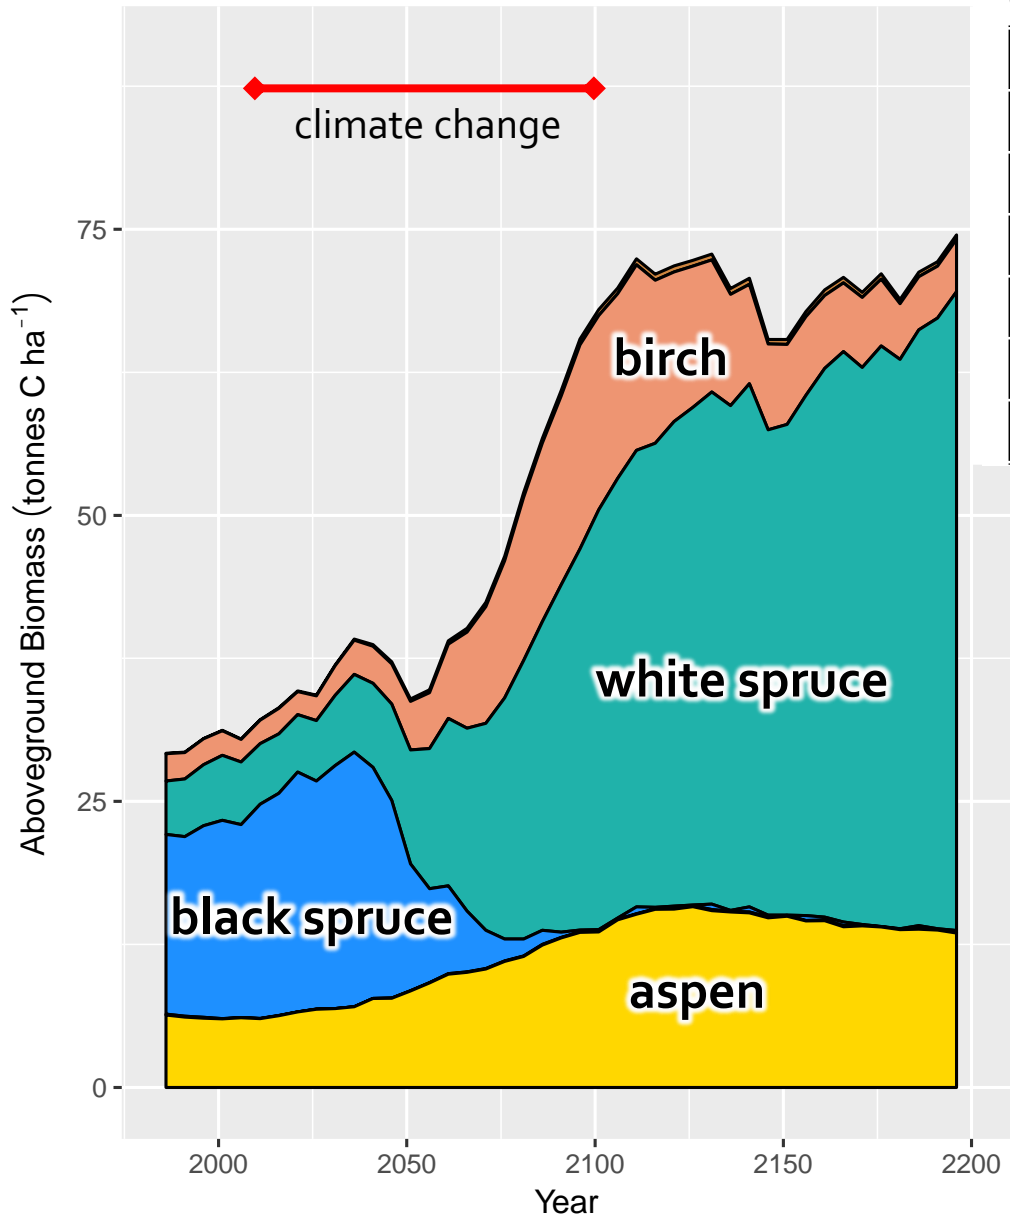 climate change
75
birch
50
white spruce
25
black spruce
aspen
0
2000 2050 2100 2150 2200
Year
Aboveground Biomass (tonnes C ha⁻¹)